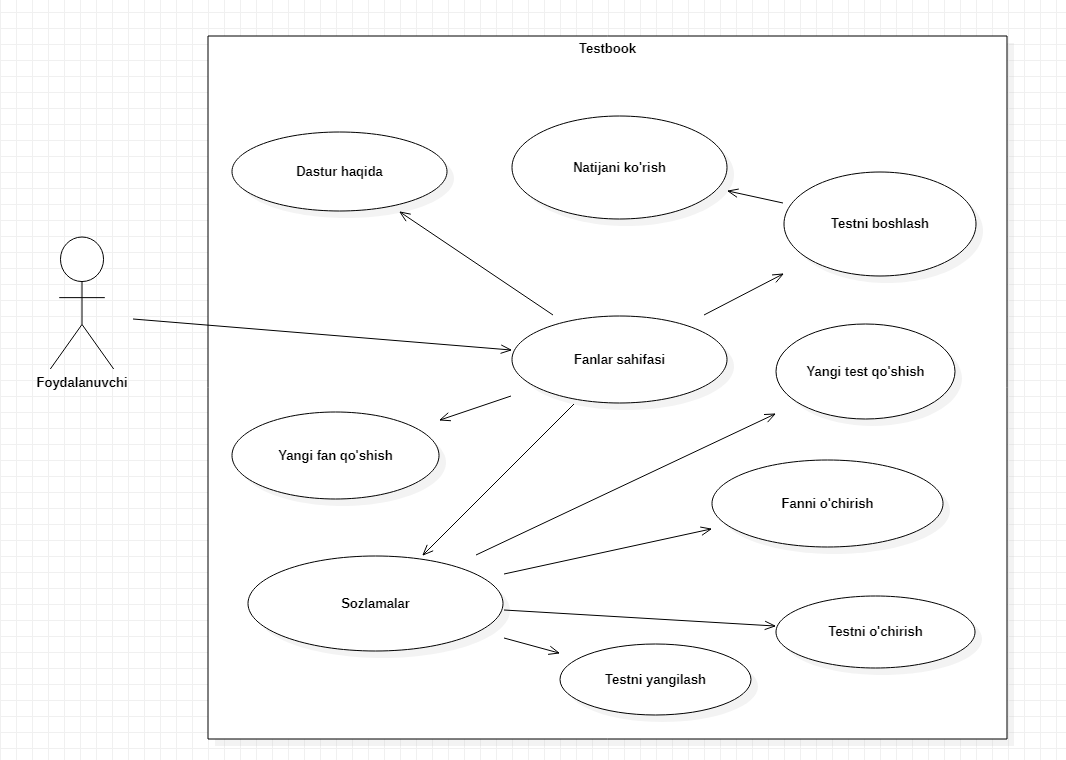 Testbook
Dastur haqida
Natijani ko'rish
Testni boshlash
Foydalanuvchi
Fanlar sahifasi
Yangi test qo'shish
Yangi fan qo'shish
Fanni o'chirish
Sozlamalar
Testni o'chirish
Testni yangilash